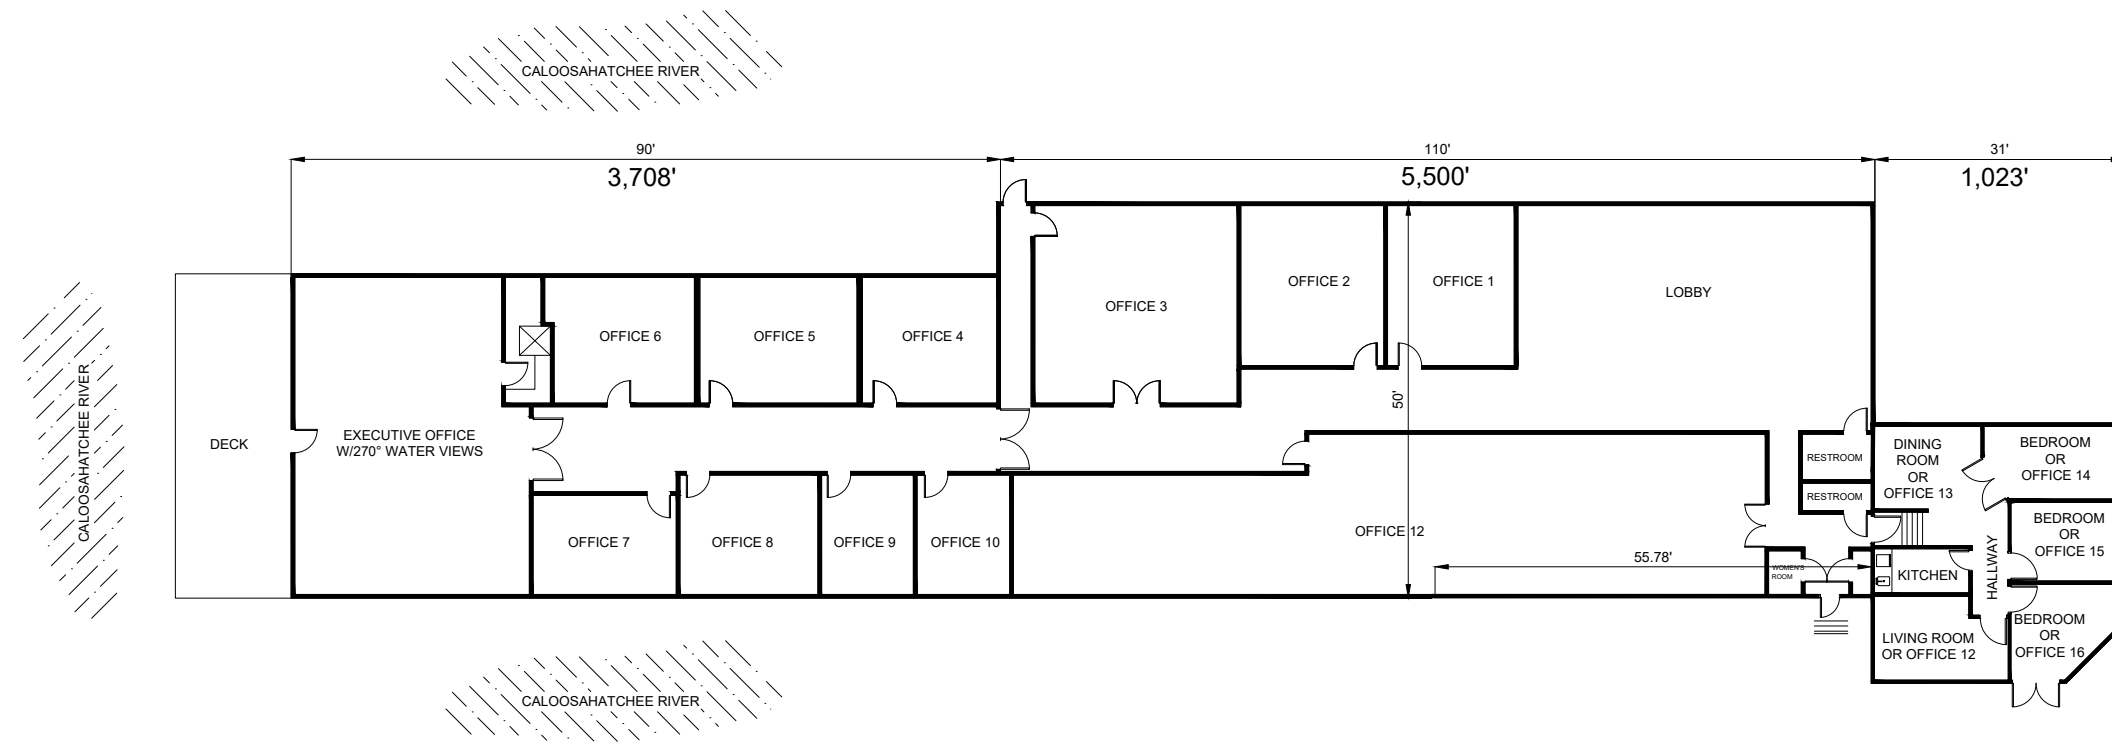 CALOOSAHATCHEE RIVER
90'
110'
31'
3,708'
5,500'
1,023'
OFFICE 3
OFFICE 2
OFFICE 1
LOBBY
OFFICE 6
OFFICE 5
OFFICE 4
50'
CALOOSAHATCHEE RIVER
DECK
EXECUTIVE OFFICE
W/270° WATER VIEWS
RESTROOM
RESTROOM
DINING
ROOM
OR
OFFICE 13
BEDROOM
OR
OFFICE 14
OFFICE 7
OFFICE 8
OFFICE 9
OFFICE 10
OFFICE 12
55.78'
WOMEN'S
ROOM
KITCHEN
HALLWAY
BEDROOM
OR
OFFICE 15
LIVING ROOM
OR OFFICE 12
BEDROOM
OR
OFFICE 16
CALOOSAHATCHEE RIVER